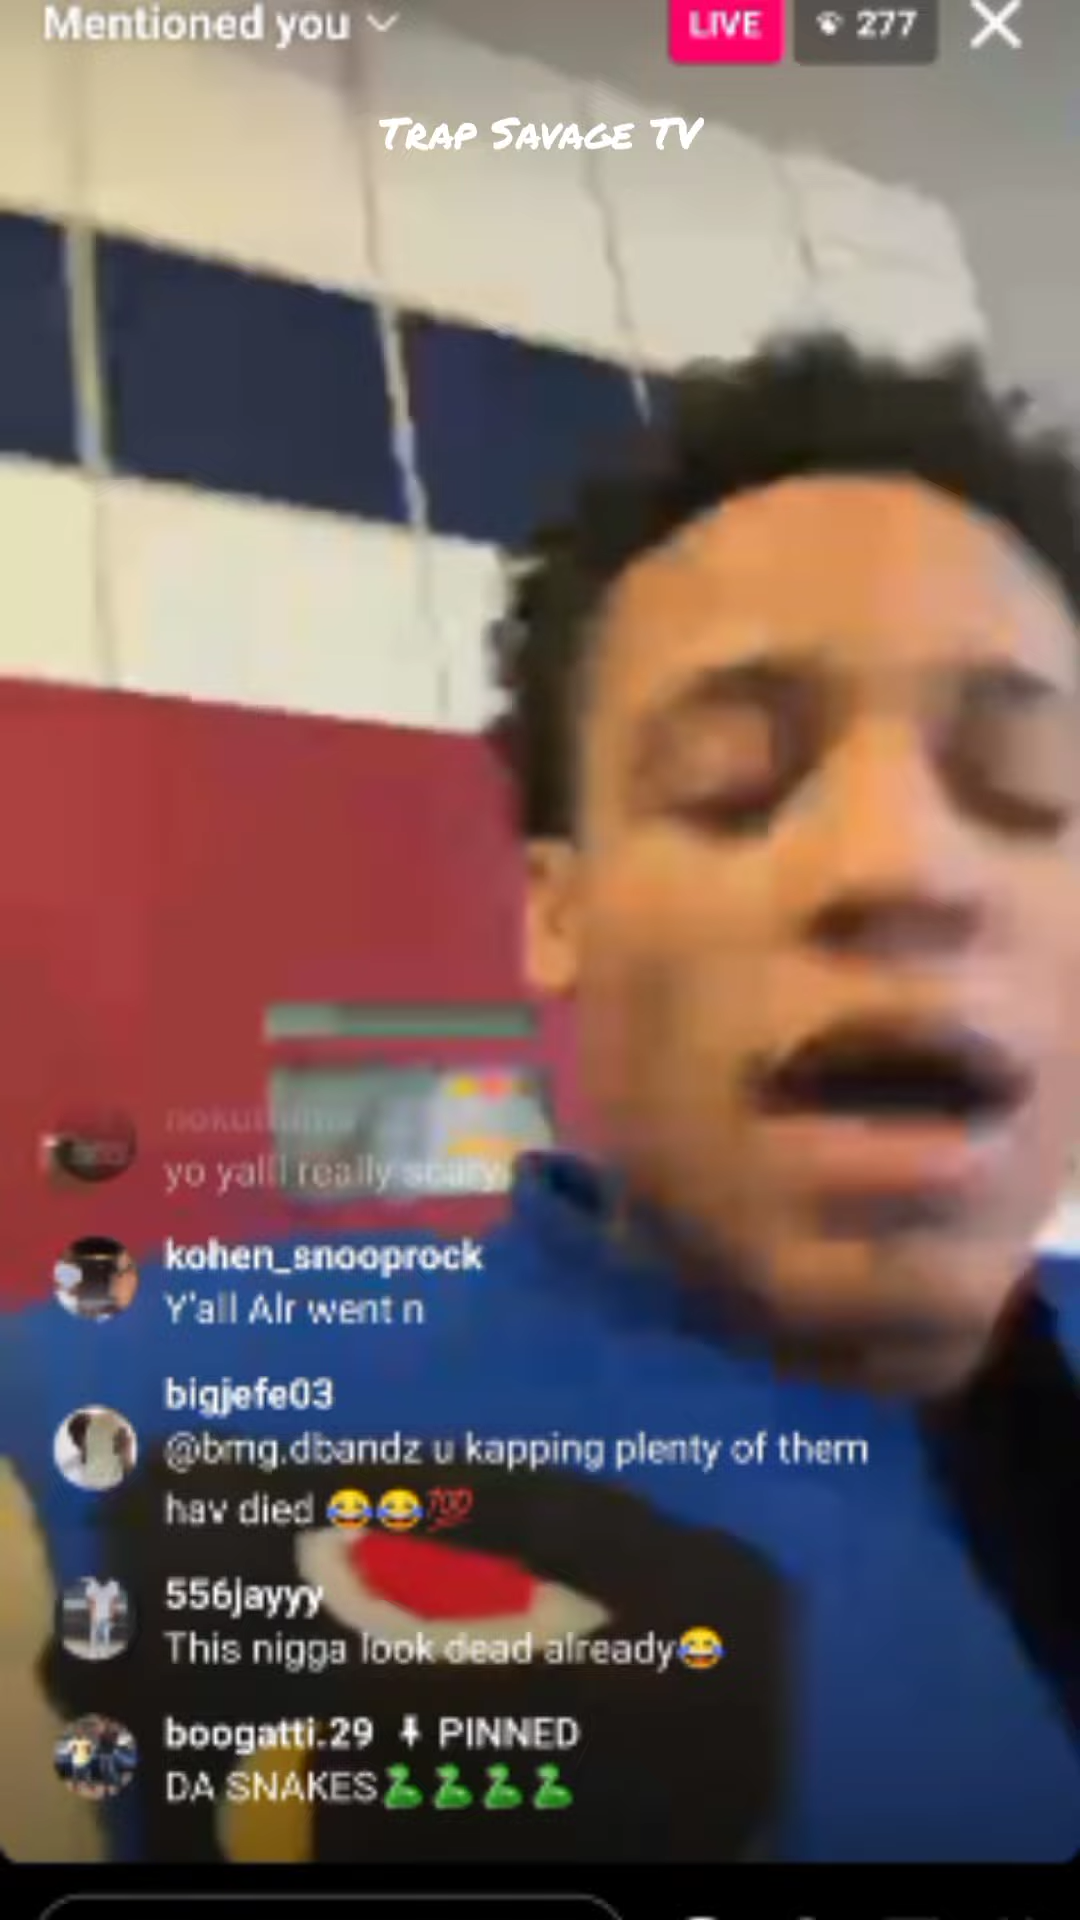 Mentioned you
LIVE
277
TRAP SAVAGE TV
yo yall really scary
kohen_snooprock
Y'all Alr went n
bigjefe03
@bmg.dbandz u kapping plenty of them
hav died 😂😂💯
556jayyy
This nigga look dead already😂
boogatti.29 PINNED
DA SNAKES🐍🐍🐍🐍